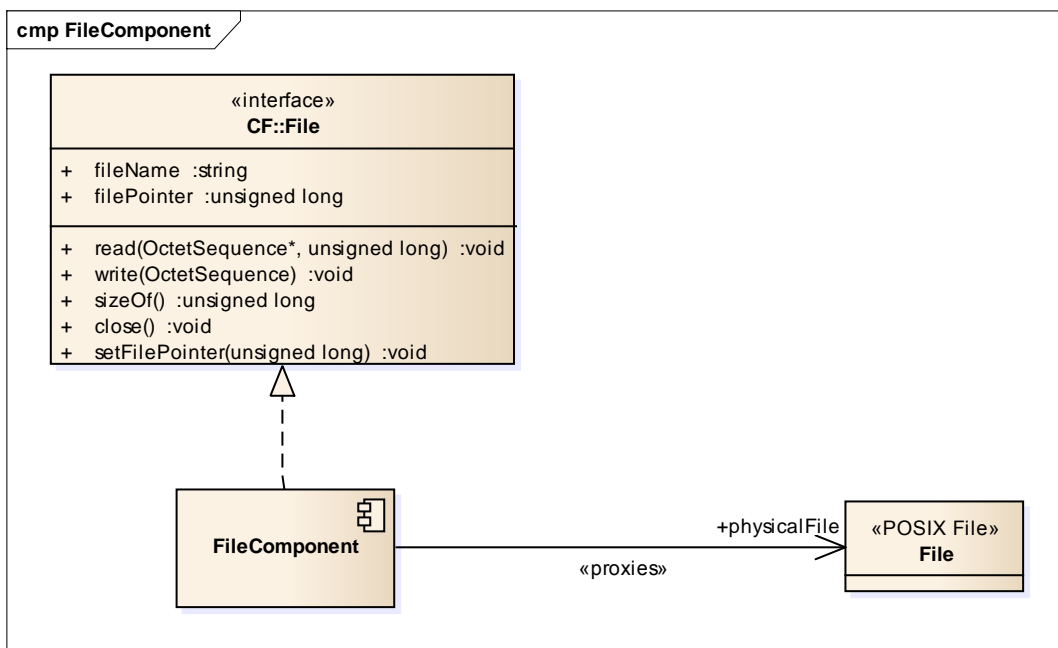 cmp FileComponent
«interface»
CF::File
+ fileName :string
+ filePointer :unsigned long
+ read(OctetSequence*, unsigned long) :void
+ write(OctetSequence) :void
+ sizeOf() :unsigned long
+ close() :void
+ setFilePointer(unsigned long) :void
FileComponent
+physicalFile
«proxies»
«POSIX File»
File